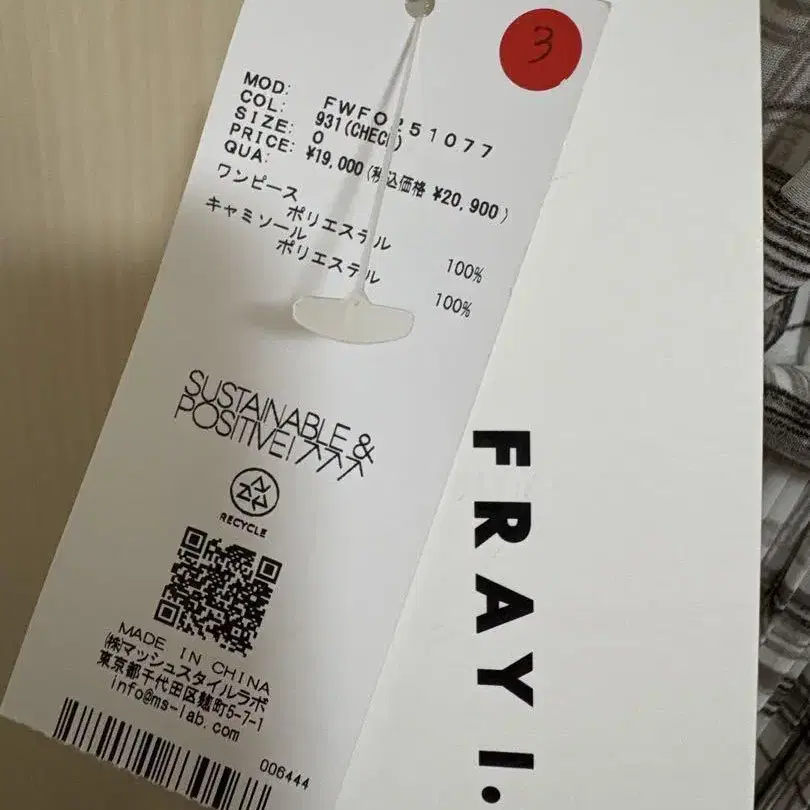 3
MOD: FWFO251077
COL: 931(CHECK)
SIZE: 0
PRICE: ¥19,000(税込価格 ¥20,900)
QUA:
ワンピース
ポリエステル 100%
キャミソール
ポリエステル 100%
SUSTAINABLE &
POSITIVE!
RECYCLE
MADE IN CHINA
(株)マッシュスタイルラボ
東京都千代田区麹町5-7-1
info@ms-lab.com
006444
FRAY I.